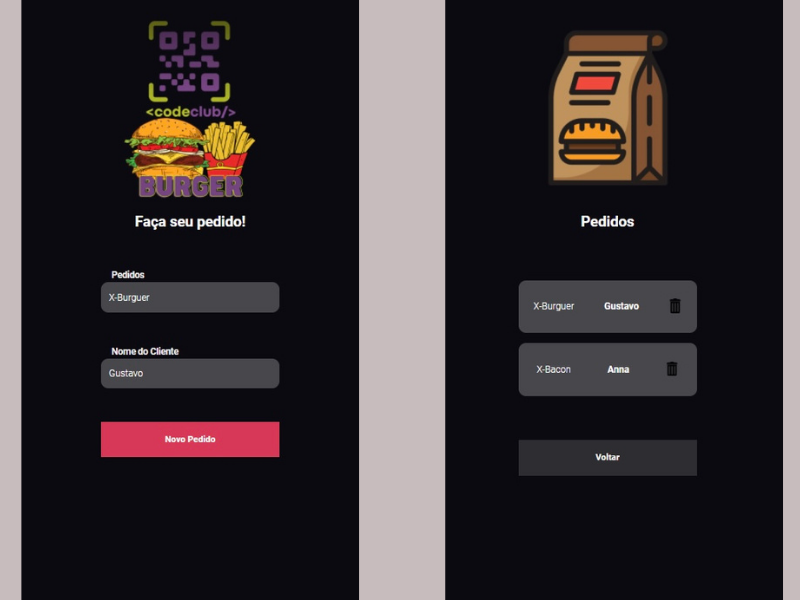 <codeclub/>
BURGER
Faça seu pedido!
Pedidos
X-Burguer
Nome do Cliente
Gustavo
Novo Pedido
Pedidos
X-Burguer Gustavo
X-Bacon Anna
Voltar